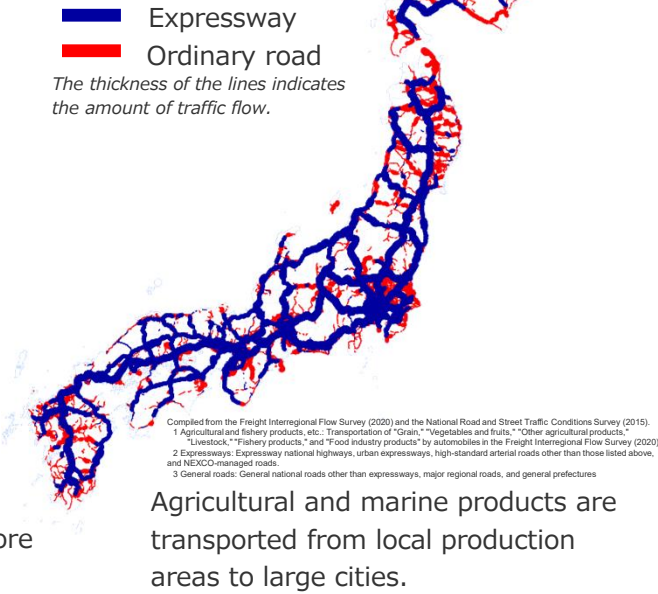 Expressway
Ordinary road
The thickness of the lines indicates
the amount of traffic flow.
Compiled from the Freight Interregional Flow Survey (2020) and the National Road and Street Traffic Conditions Survey (2015).
1 Agricultural and fishery products, etc.: Transportation of "Grain," "Vegetables and fruits," "Other agricultural products,"
"Livestock," "Fishery products," and "Food industry products" by automobiles in the Freight Interregional Flow Survey (2020)
2 Expressways: Expressway national highways, urban expressways, high-standard arterial roads other than those listed above,
and NEXCO-managed roads.
3 General roads: General national roads other than expressways, major regional roads, and general prefectures
Agricultural and marine products are
transported from local production
areas to large cities.